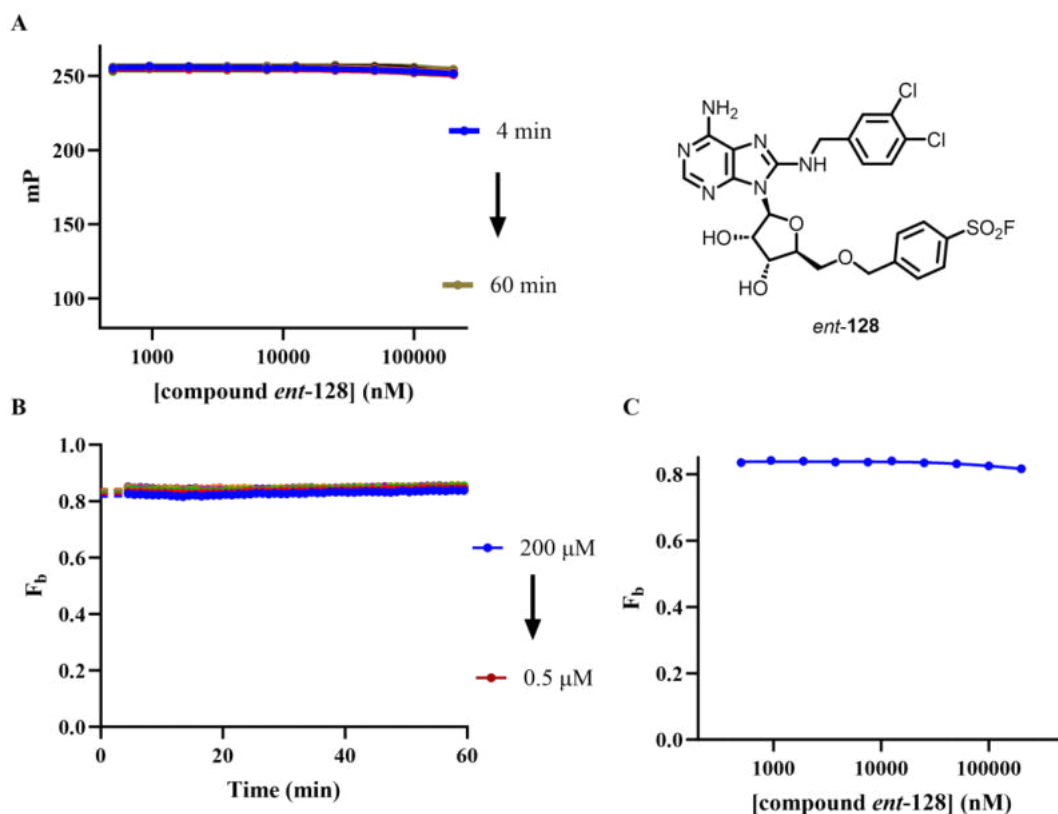 A
250
200
150
100
mP
1000 10000 100000
[compound ent-128] (nM)
4 min
60 min
NH2
N
N
N
N
NH
Cl
Cl
O
HO
HO
O
SO2F
ent-128
B
1.0
0.8
0.6
0.4
0.2
0.0
Fb
0 20 40 60
Time (min)
200 μM
0.5 μM
C
0.8
0.6
0.4
0.2
0.0
Fb
1000 10000 100000
[compound ent-128] (nM)